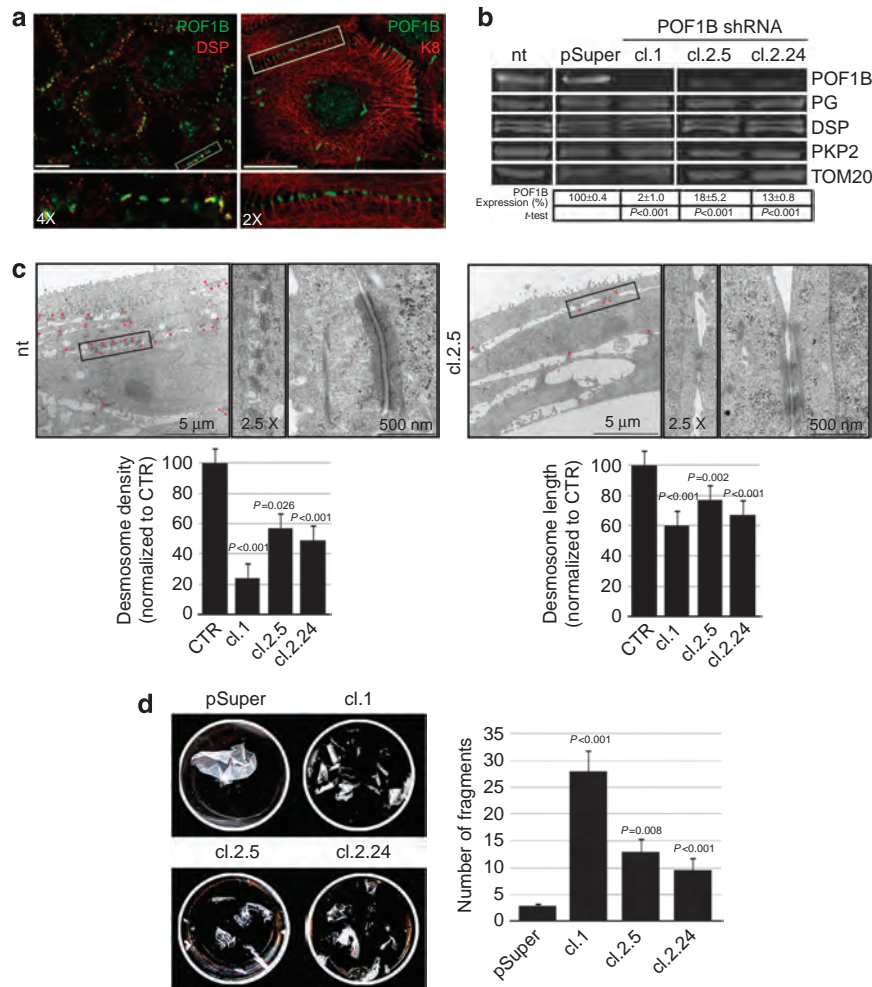 a
POF1B
DSP
POF1B
K8
4X
2X
b
POF1B shRNA
nt
pSuper
cl.1
cl.2.5
cl.2.24
POF1B
PG
DSP
PKP2
TOM20
POF1B
Expression (%)
100±0.4
2±1.0
18±5.2
13±0.8
t-test
P<0.001
P<0.001
P<0.001
c
nt
5 μm
2.5 X
500 nm
cl.2.5
5 μm
2.5 X
500 nm
Desmosome density
(normalized to CTR)
100
80
60
40
20
0
P<0.001
P=0.026
P<0.001
CTR
cl.1
cl.2.5
cl.2.24
Desmosome length
(normalized to CTR)
100
80
60
40
20
0
P<0.001
P=0.002
P<0.001
CTR
cl.1
cl.2.5
cl.2.24
d
pSuper
cl.1
cl.2.5
cl.2.24
Number of fragments
35
30
25
20
15
10
5
0
P<0.001
P=0.008
P<0.001
pSuper
cl.1
cl.2.5
cl.2.24